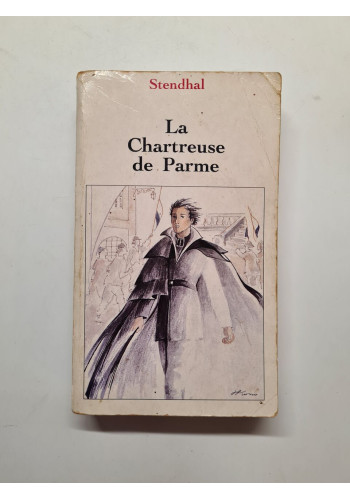 Stendhal
La
Chartreuse
de Parme